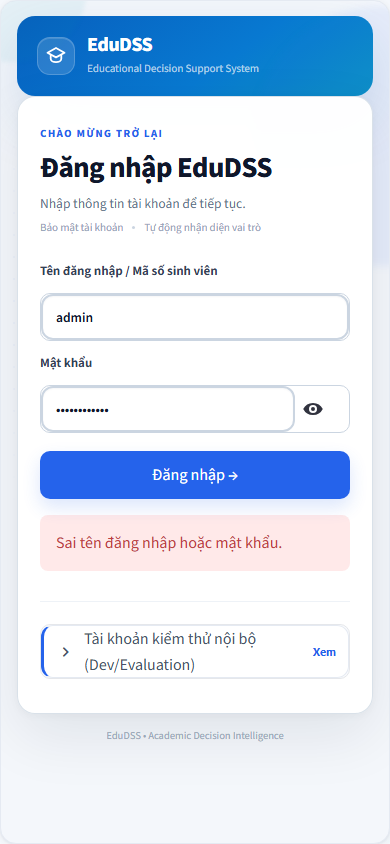 EduDSS
Educational Decision Support System
CHÀO MỪNG TRỞ LẠI
Đăng nhập EduDSS
Nhập thông tin tài khoản để tiếp tục.
Bảo mật tài khoản • Tự động nhận diện vai trò
Tên đăng nhập / Mã số sinh viên
admin
Mật khẩu
••••••••••••
Đăng nhập →
Sai tên đăng nhập hoặc mật khẩu.
Tài khoản kiểm thử nội bộ
(Dev/Evaluation)
Xem
EduDSS • Academic Decision Intelligence